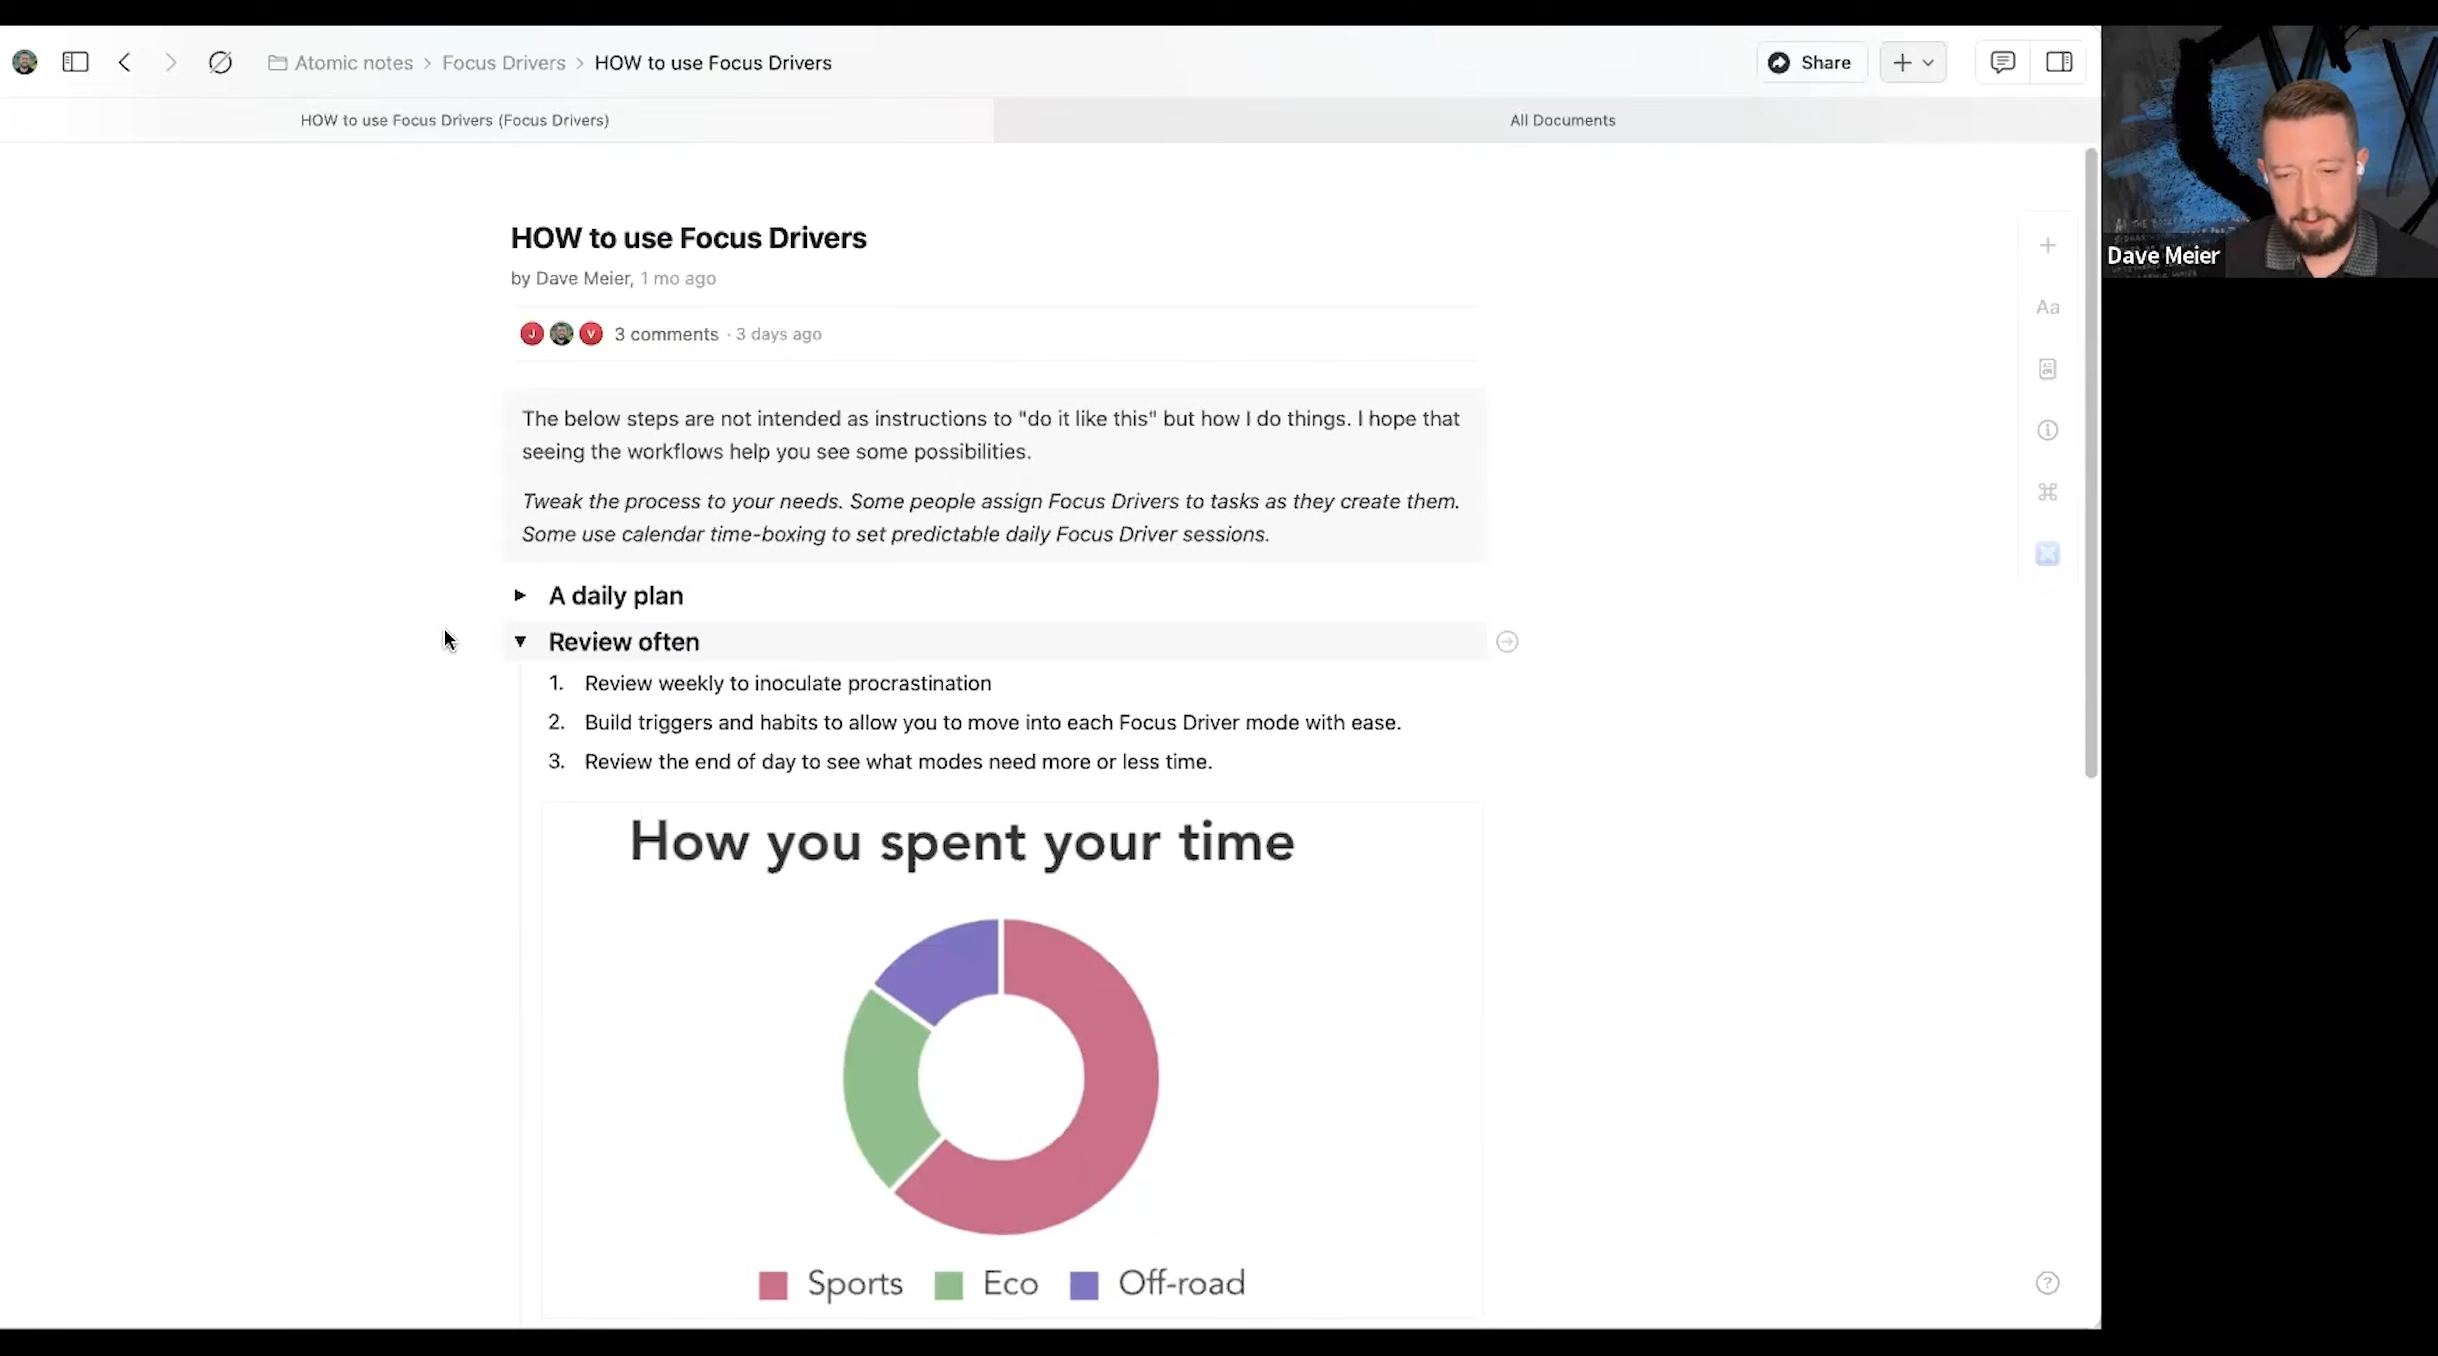 Atomic notes > Focus Drivers > HOW to use Focus Drivers
Share
HOW to use Focus Drivers (Focus Drivers)
All Documents
HOW to use Focus Drivers
by Dave Meier, 1 mo ago
J V 3 comments · 3 days ago
The below steps are not intended as instructions to "do it like this" but how I do things. I hope that
seeing the workflows help you see some possibilities.
Tweak the process to your needs. Some people assign Focus Drivers to tasks as they create them.
Some use calendar time-boxing to set predictable daily Focus Driver sessions.
A daily plan
Review often
1. Review weekly to inoculate procrastination
2. Build triggers and habits to allow you to move into each Focus Driver mode with ease.
3. Review the end of day to see what modes need more or less time.
How you spent your time
Sports Eco Off-road
Aa
Dave Meier